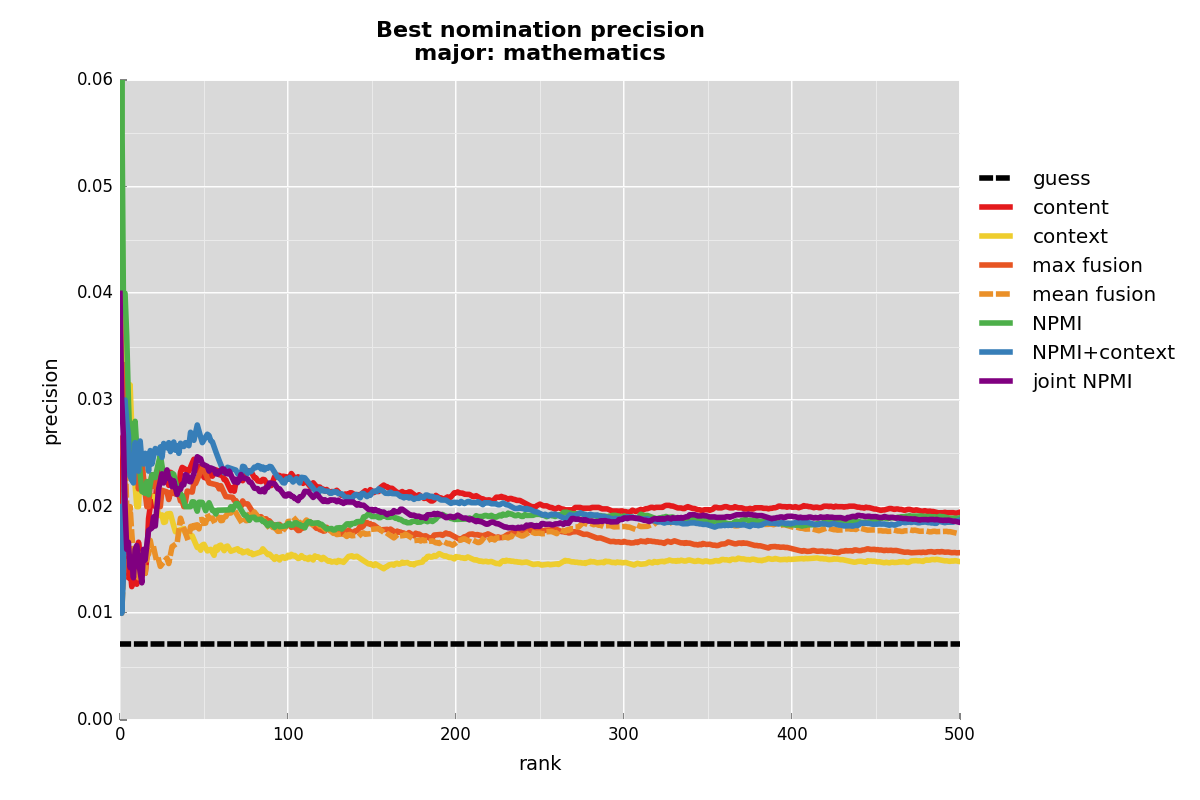 Best nomination precision
major: mathematics
0.06
0.05
0.04
0.03
0.02
0.01
0.00
precision
0 100 200 300 400 500
rank
guess
content
context
max fusion
mean fusion
NPMI
NPMI+context
joint NPMI